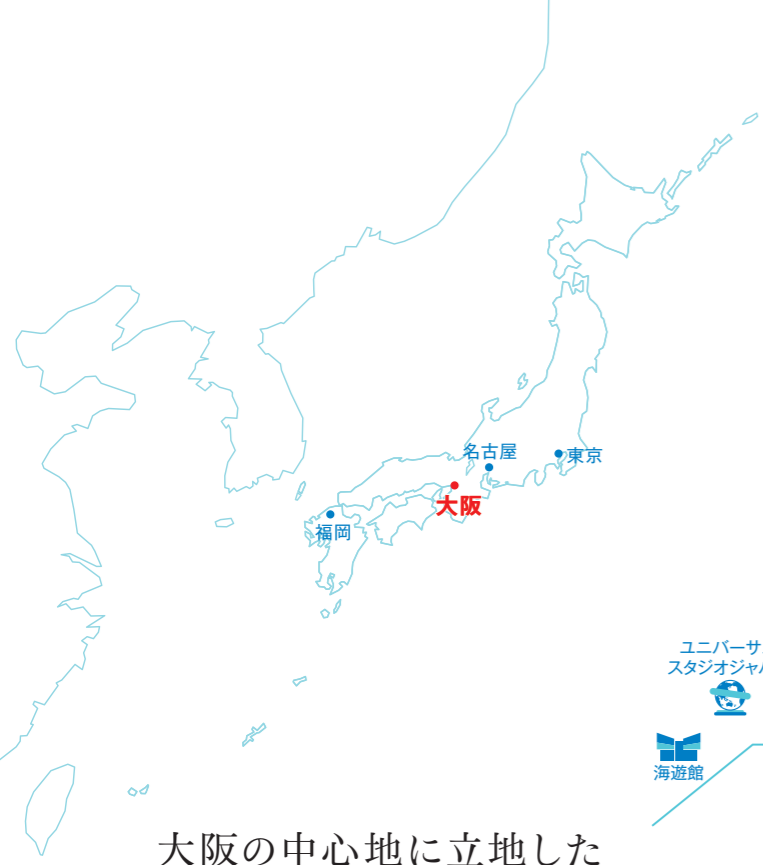 名古屋
東京
大阪
福岡
ユニバーサ
スタジオジャ
海遊館
大阪の中心地に立地した